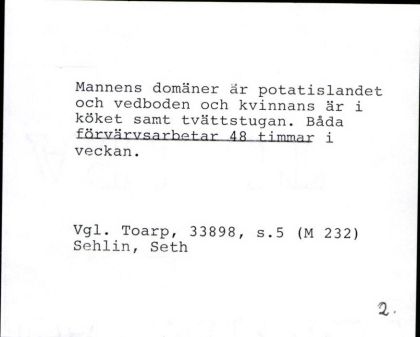 Mannens domäner är potatislandet
och vedboden och kvinnans är i
köket samt tvättstugan. Båda
förvärvsarbetar 48 timmar i
veckan.
Vgl. Toarp, 33898, s.5 (M 232)
Sehlin, Seth
2.